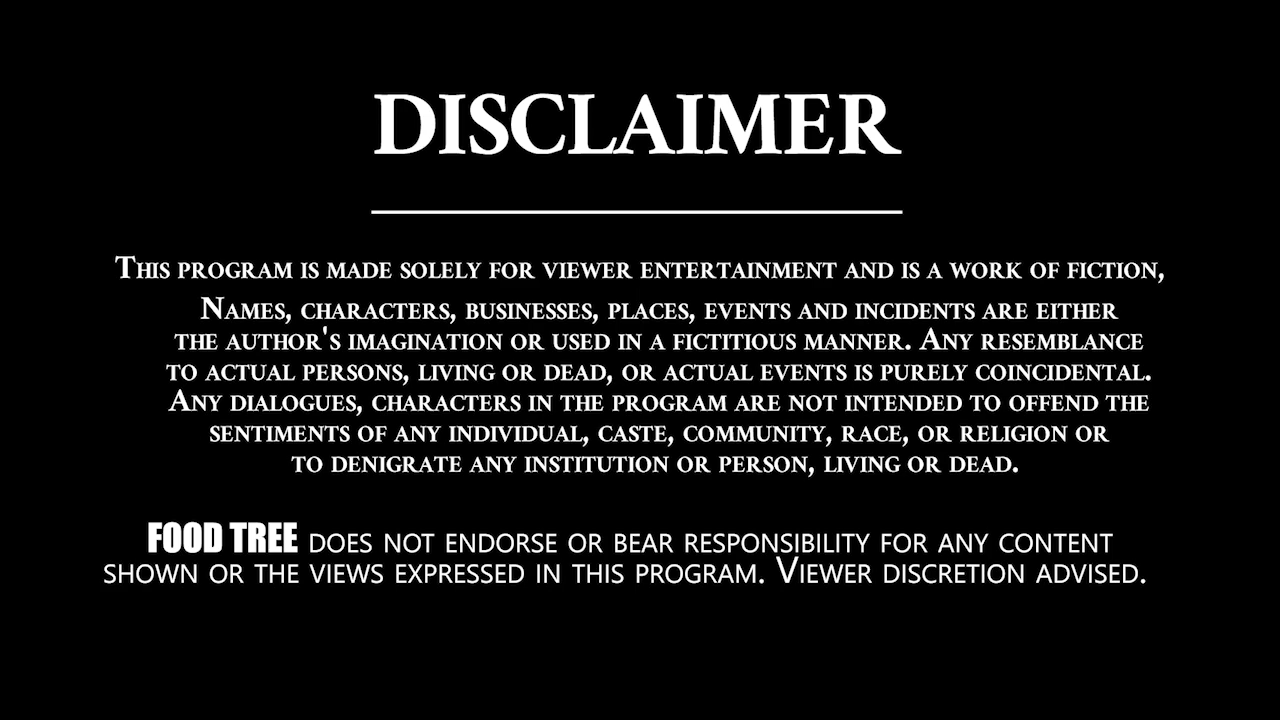 DISCLAIMER
This program is made solely for viewer entertainment and is a work of fiction,
Names, characters, businesses, places, events and incidents are either
the author's imagination or used in a fictitious manner. Any resemblance
to actual persons, living or dead, or actual events is purely coincidental.
Any dialogues, characters in the program are not intended to offend the
sentiments of any individual, caste, community, race, or religion or
to denigrate any institution or person, living or dead.
FOOD TREE does not endorse or bear responsibility for any content
shown or the views expressed in this program. Viewer discretion advised.